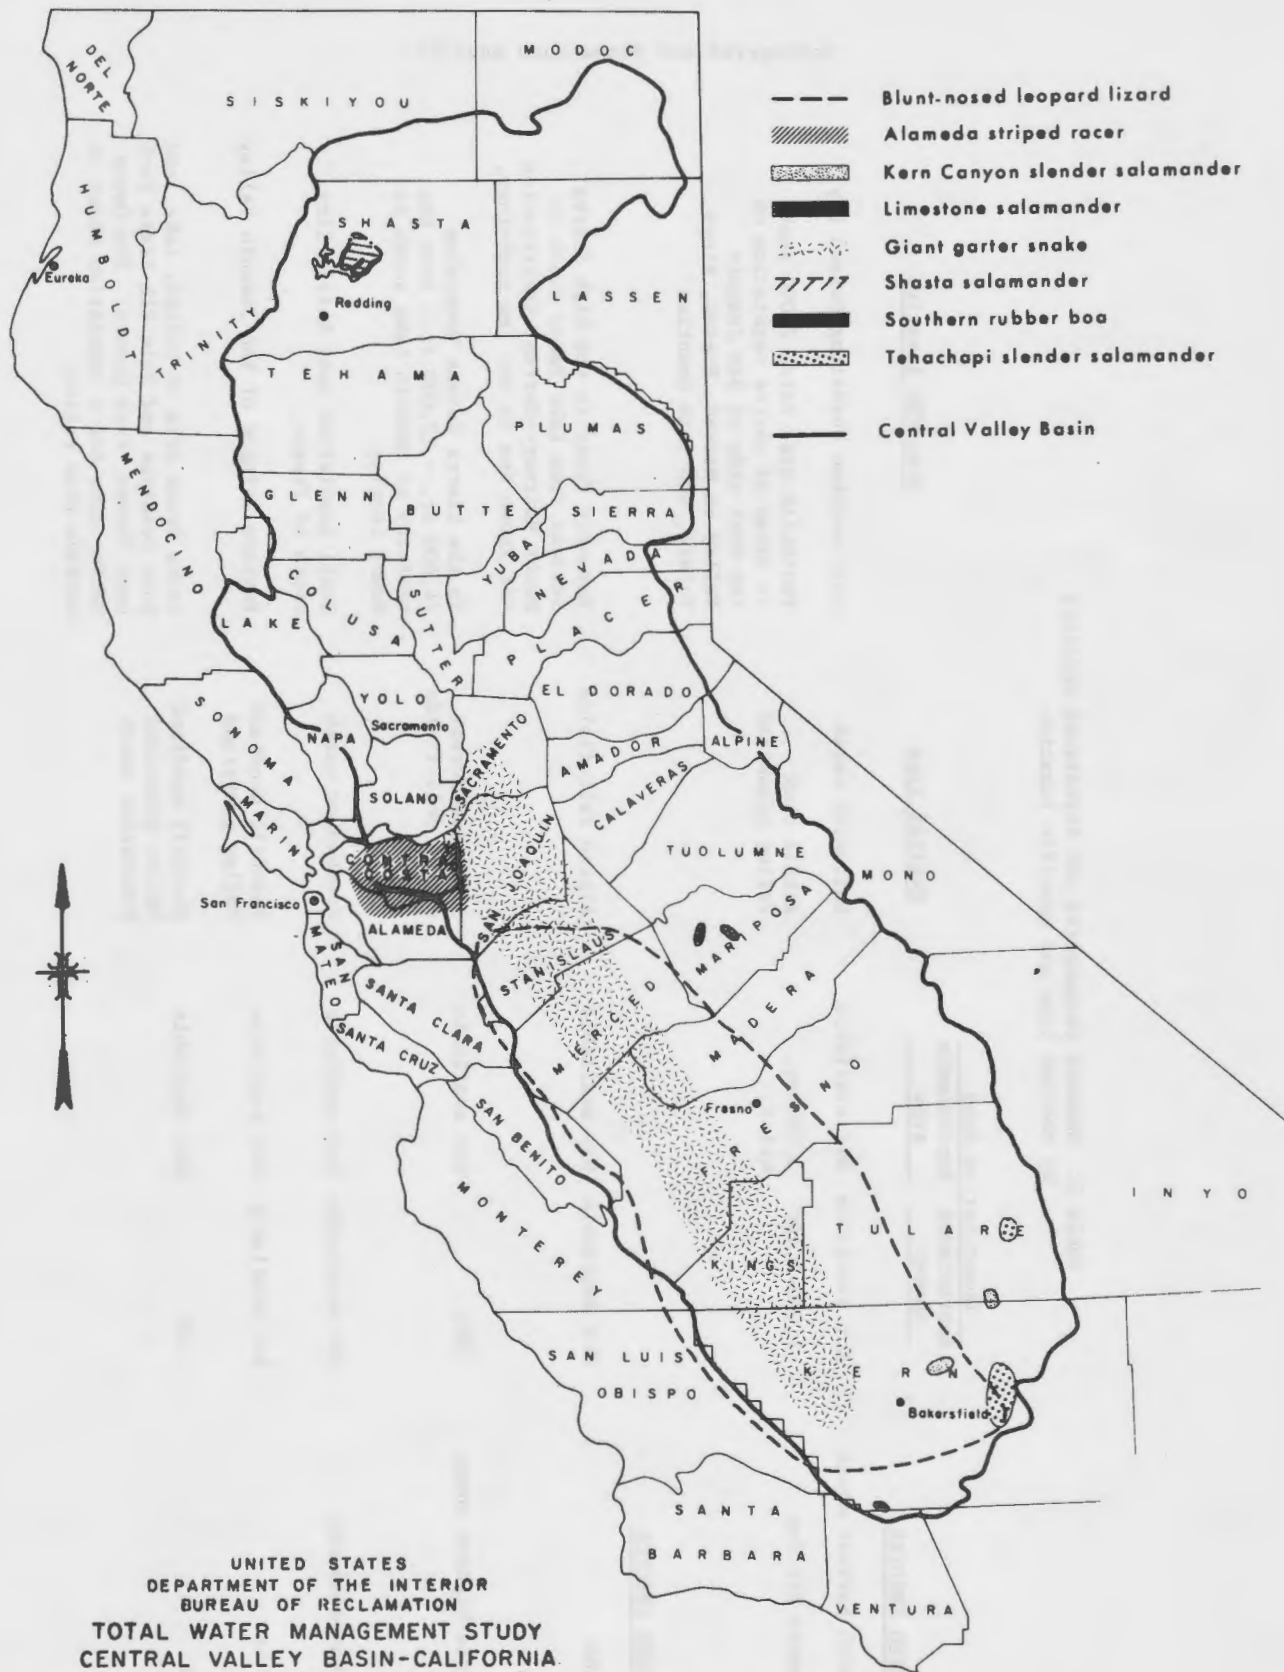 MODOC
DEL NORTE
SISKIYOU
Blunt-nosed leopard lizard
Alameda striped racer
Kern Canyon slender salamander
Limestone salamander
Giant garter snake
Shasta salamander
Southern rubber boa
Tehachapi slender salamander
Central Valley Basin
HUMBOLDT
Eureka
SHASTA
Redding
LASSEN
TRINITY
TEHAMA
PLUMAS
MENDOCINO
GLENN
BUTTE
SIERRA
YUBA
NEVADA
COLUSA
SUTTER
PLACER
LAKE
EL DORADO
YOLO
Sacramento
SONOMA
NAPA
SACRAMENTO
AMADOR
ALPINE
SOLANO
CALAVERAS
MARIN
CONTRA
COSTA
SAN JOAQUIN
TUOLUMNE
MONO
San Francisco
ALAMEDA
MARIPOSA
SAN
MATEO
STANISLAUS
SANTA CLARA
MERCED
MADERA
SANTA CRUZ
Fresno
FRESNO
SAN BENITO
MONTEREY
INYO
TULARE
KINGS
SAN LUIS
OBISPO
KERN
Bakersfield
SANTA
BARBARA
VENTURA
UNITED STATES
DEPARTMENT OF THE INTERIOR
BUREAU OF RECLAMATION
TOTAL WATER MANAGEMENT STUDY
CENTRAL VALLEY BASIN-CALIFORNIA